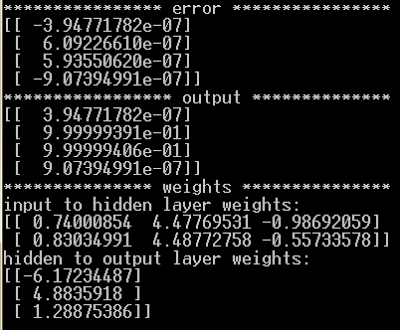 **************** error ****************
[[ -3.94771782e-07]
[ 6.09226610e-07]
[ 5.93550620e-07]
[ -9.07394991e-07]]
***************** output **************
[[ 3.94771782e-07]
[ 9.99999391e-01]
[ 9.99999406e-01]
[ 9.07394991e-07]]
*************** weights ***************
input to hidden layer weights:
[[ 0.74000854 4.47769531 -0.98692059]
[ 0.83034991 4.48772758 -0.55733578]]
hidden to output layer weights:
[[-6.17234487]
[ 4.8835918 ]
[ 1.28875386]]